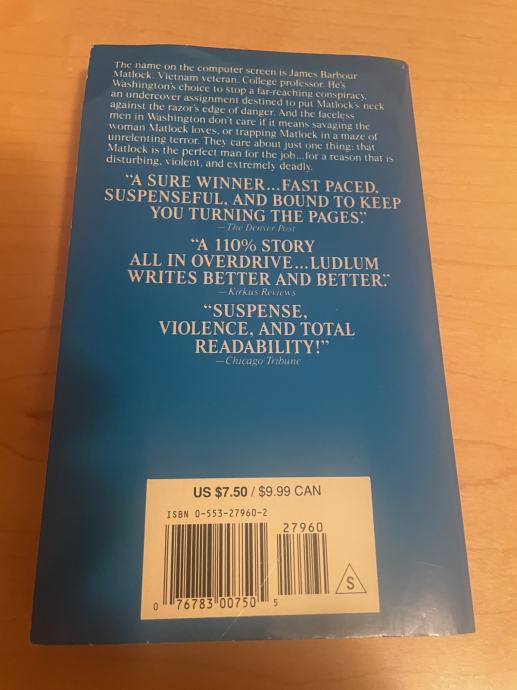 The name on the computer screen is James Barbour
Matlock. Vietnam veteran. College professor. He's
Washington's choice to stop a far-reaching conspiracy,
an undercover assignment destined to put Matlock's neck
against the razor's edge of danger. And the faceless
men in Washington don't care if it means savaging the
woman Matlock loves, or trapping Matlock in a maze of
unrelenting terror. They care about just one thing: that
Matlock is the perfect man for the job...for a reason that is
disturbing, violent, and extremely deadly.
“A SURE WINNER...FAST PACED,
SUSPENSEFUL, AND BOUND TO KEEP
YOU TURNING THE PAGES.”
—The Denver Post
“A 110% STORY
ALL IN OVERDRIVE...LUDLUM
WRITES BETTER AND BETTER.”
—Kirkus Reviews
“SUSPENSE,
VIOLENCE, AND TOTAL
READABILITY!”
—Chicago Tribune
US $7.50 / $9.99 CAN
ISBN 0-553-27960-2
27960
0 76783 00750 5
S